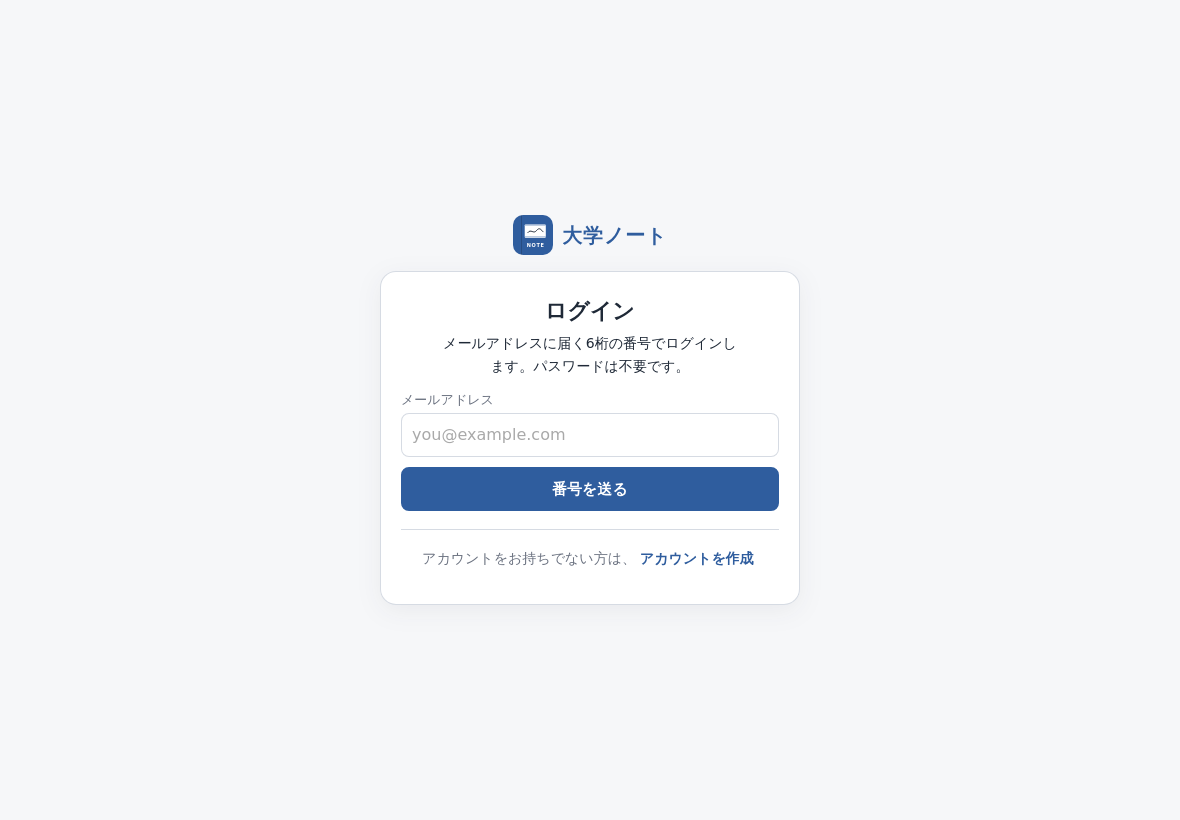 NOTE
大学ノート
ログイン
メールアドレスに届く6桁の番号でログインし
ます。パスワードは不要です。
メールアドレス
you@example.com
番号を送る
アカウントをお持ちでない方は、 アカウントを作成